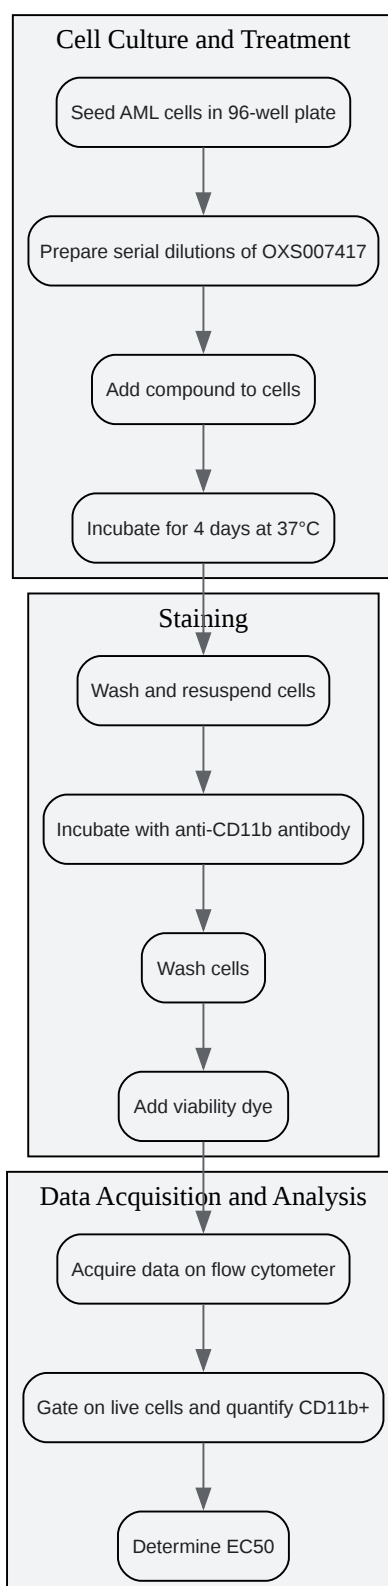 Cell Culture and Treatment
Seed AML cells in 96-well plate
Prepare serial dilutions of OXS007417
Add compound to cells
Incubate for 4 days at 37°C
Staining
Wash and resuspend cells
Incubate with anti-CD11b antibody
Wash cells
Add viability dye
Data Acquisition and Analysis
Acquire data on flow cytometer
Gate on live cells and quantify CD11b+
Determine EC50